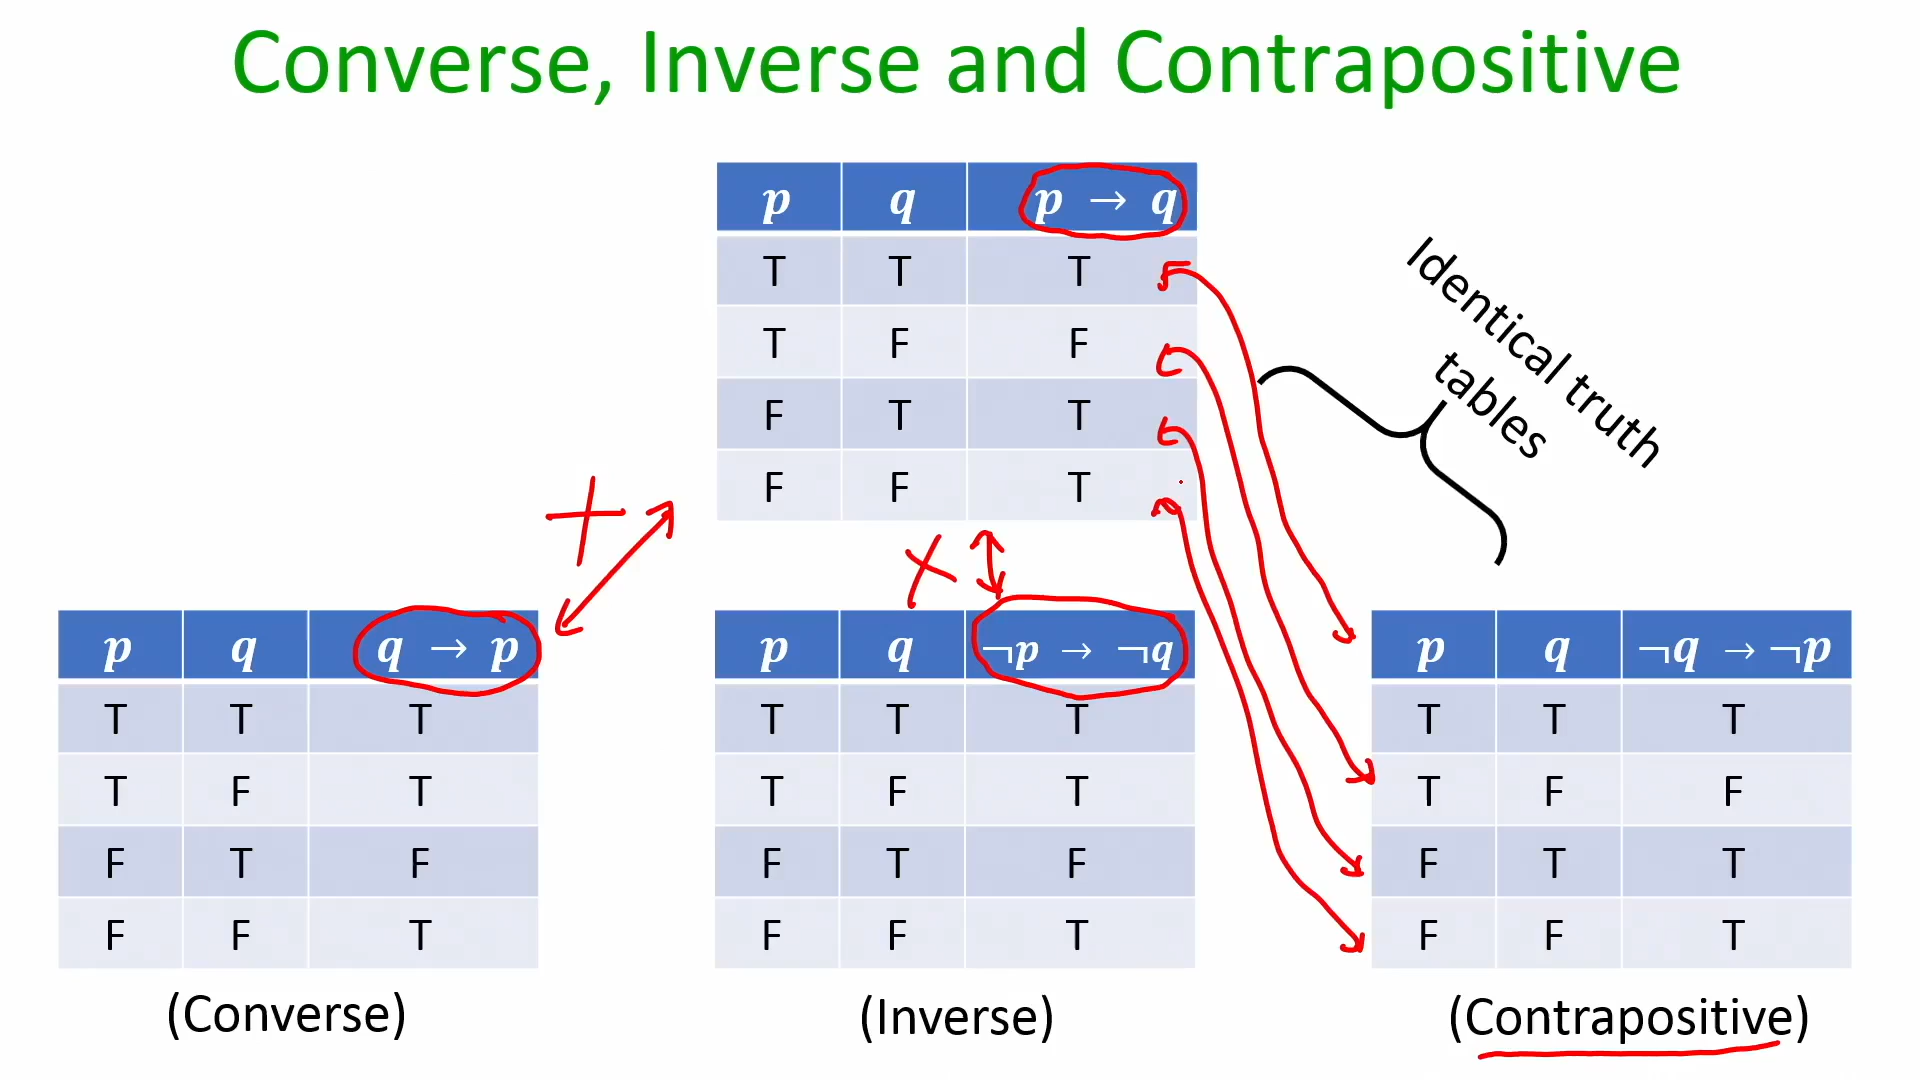 Converse, Inverse and Contrapositive
p q p → q
T T T
T F F
F T T
F F T
Identical truth
tables
p q q → p
T T T
T F T
F T F
F F T
(Converse)
p q ¬p → ¬q
T T T
T F T
F T F
F F T
(Inverse)
p q ¬q → ¬p
T T T
T F F
F T T
F F T
(Contrapositive)